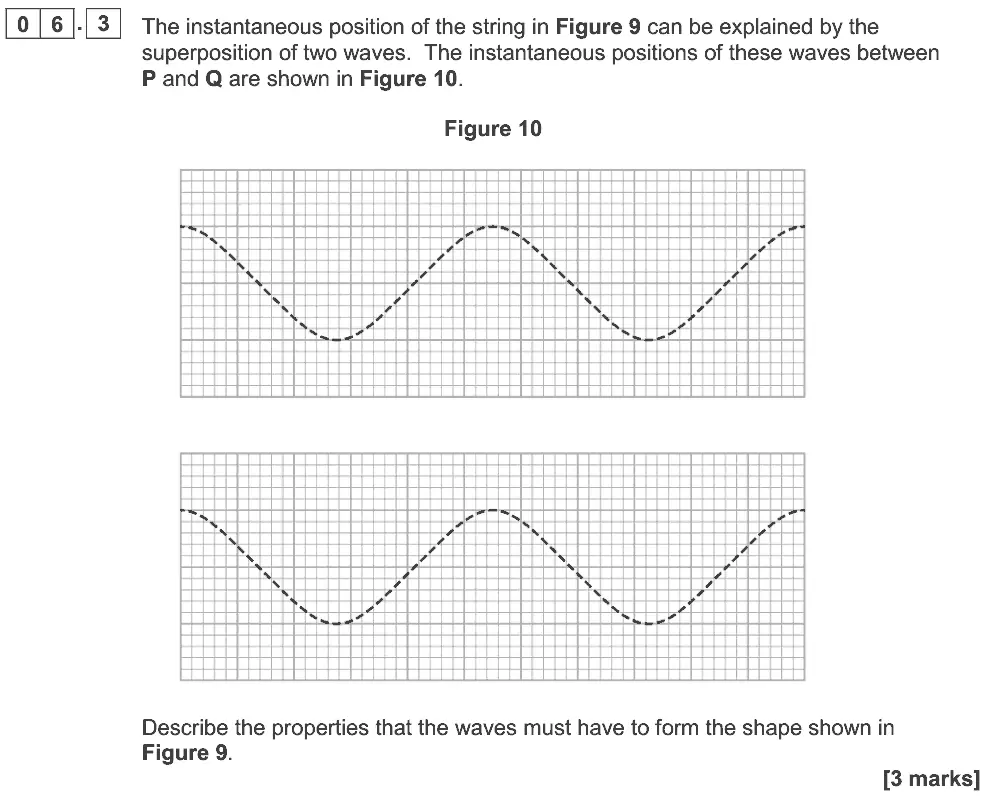 0 6 . 3 The instantaneous position of the string in Figure 9 can be explained by the
superposition of two waves. The instantaneous positions of these waves between
P and Q are shown in Figure 10.
Figure 10
Describe the properties that the waves must have to form the shape shown in
Figure 9.
[3 marks]